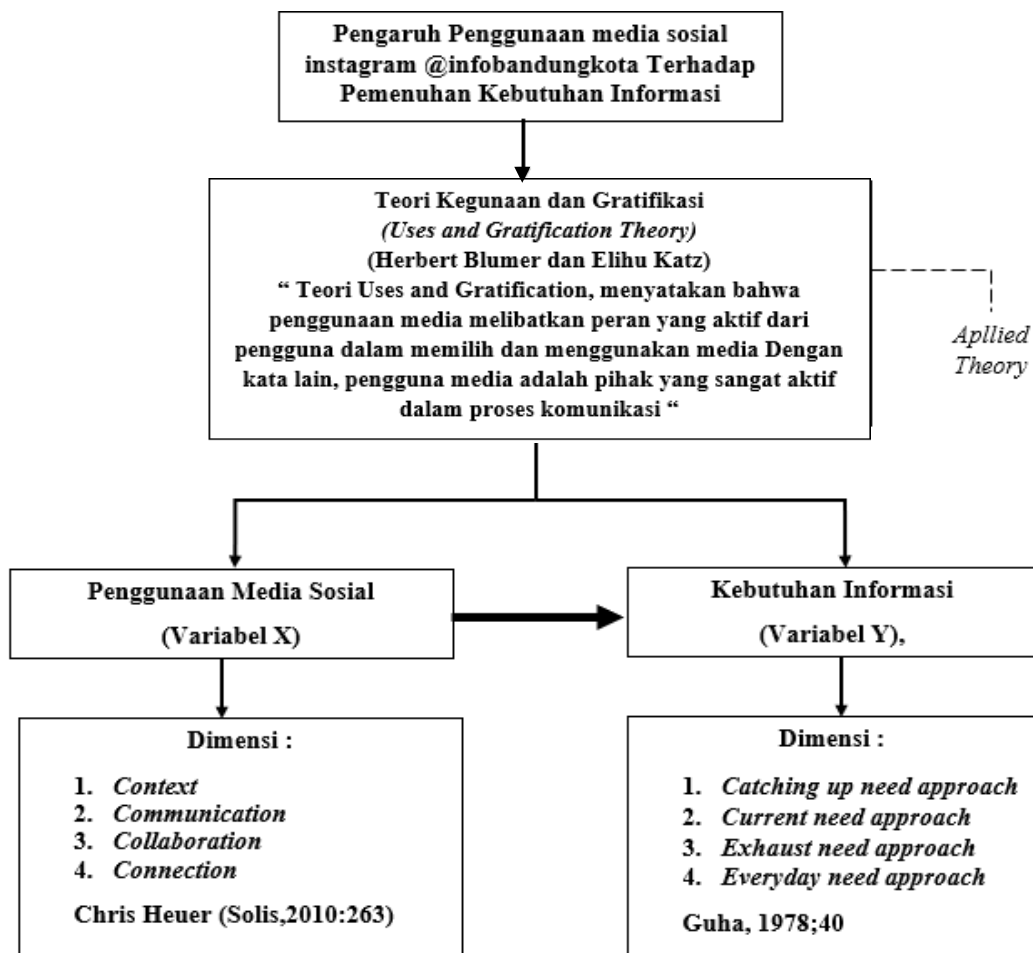 Pengaruh Penggunaan media sosial
instagram @infobandungkota Terhadap
Pemenuhan Kebutuhan Informasi
Teori Kegunaan dan Gratifikasi
(Uses and Gratification Theory)
(Herbert Blumer dan Elihu Katz)
“ Teori Uses and Gratification, menyatakan bahwa
penggunaan media melibatkan peran yang aktif dari
pengguna dalam memilih dan menggunakan media Dengan
kata lain, pengguna media adalah pihak yang sangat aktif
dalam proses komunikasi “
Apllied
Theory
Penggunaan Media Sosial
(Variabel X)
Kebutuhan Informasi
(Variabel Y),
Dimensi :
1. Context
2. Communication
3. Collaboration
4. Connection
Chris Heuer (Solis,2010:263)
Dimensi :
1. Catching up need approach
2. Current need approach
3. Exhaust need approach
4. Everyday need approach
Guha, 1978;40